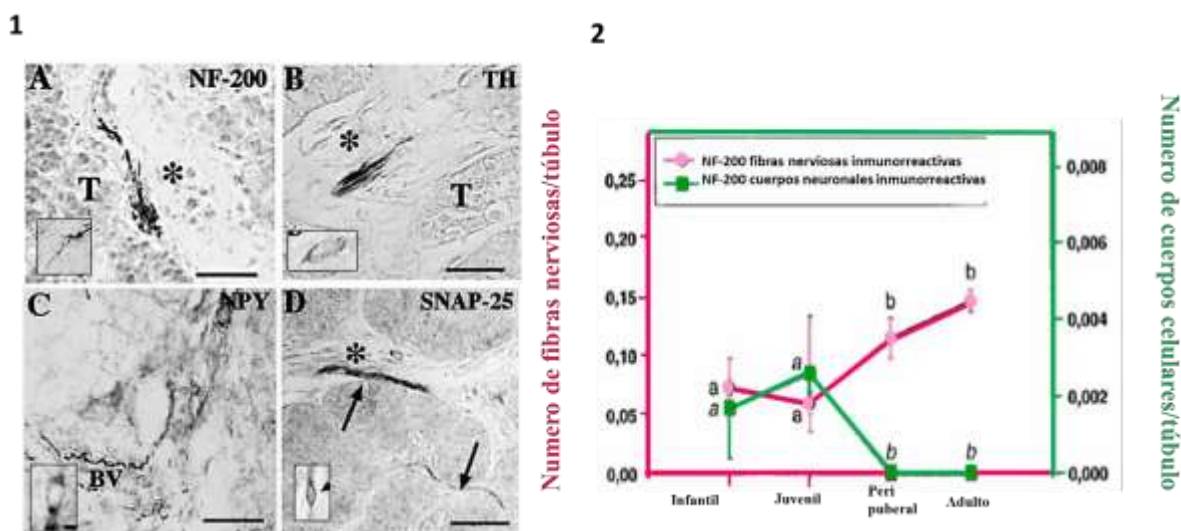 1
2
A
NF-200
B
TH
*
*
T
T
C
NPY
D
SNAP-25
*
BV
Numero de fibras nerviosas/túbulo
NF-200 fibras nerviosas inmunorreactivas
NF-200 cuerpos neuronales inmunorreactivas
0,25
0,20
0,15
0,10
0,05
0,00
a
a
a
a
b
b
b
b
0,008
0,006
0,004
0,002
0,000
Infantil
Juvenil
Peri
puberal
Adulto
Numero de cuerpos celulares/túbulo